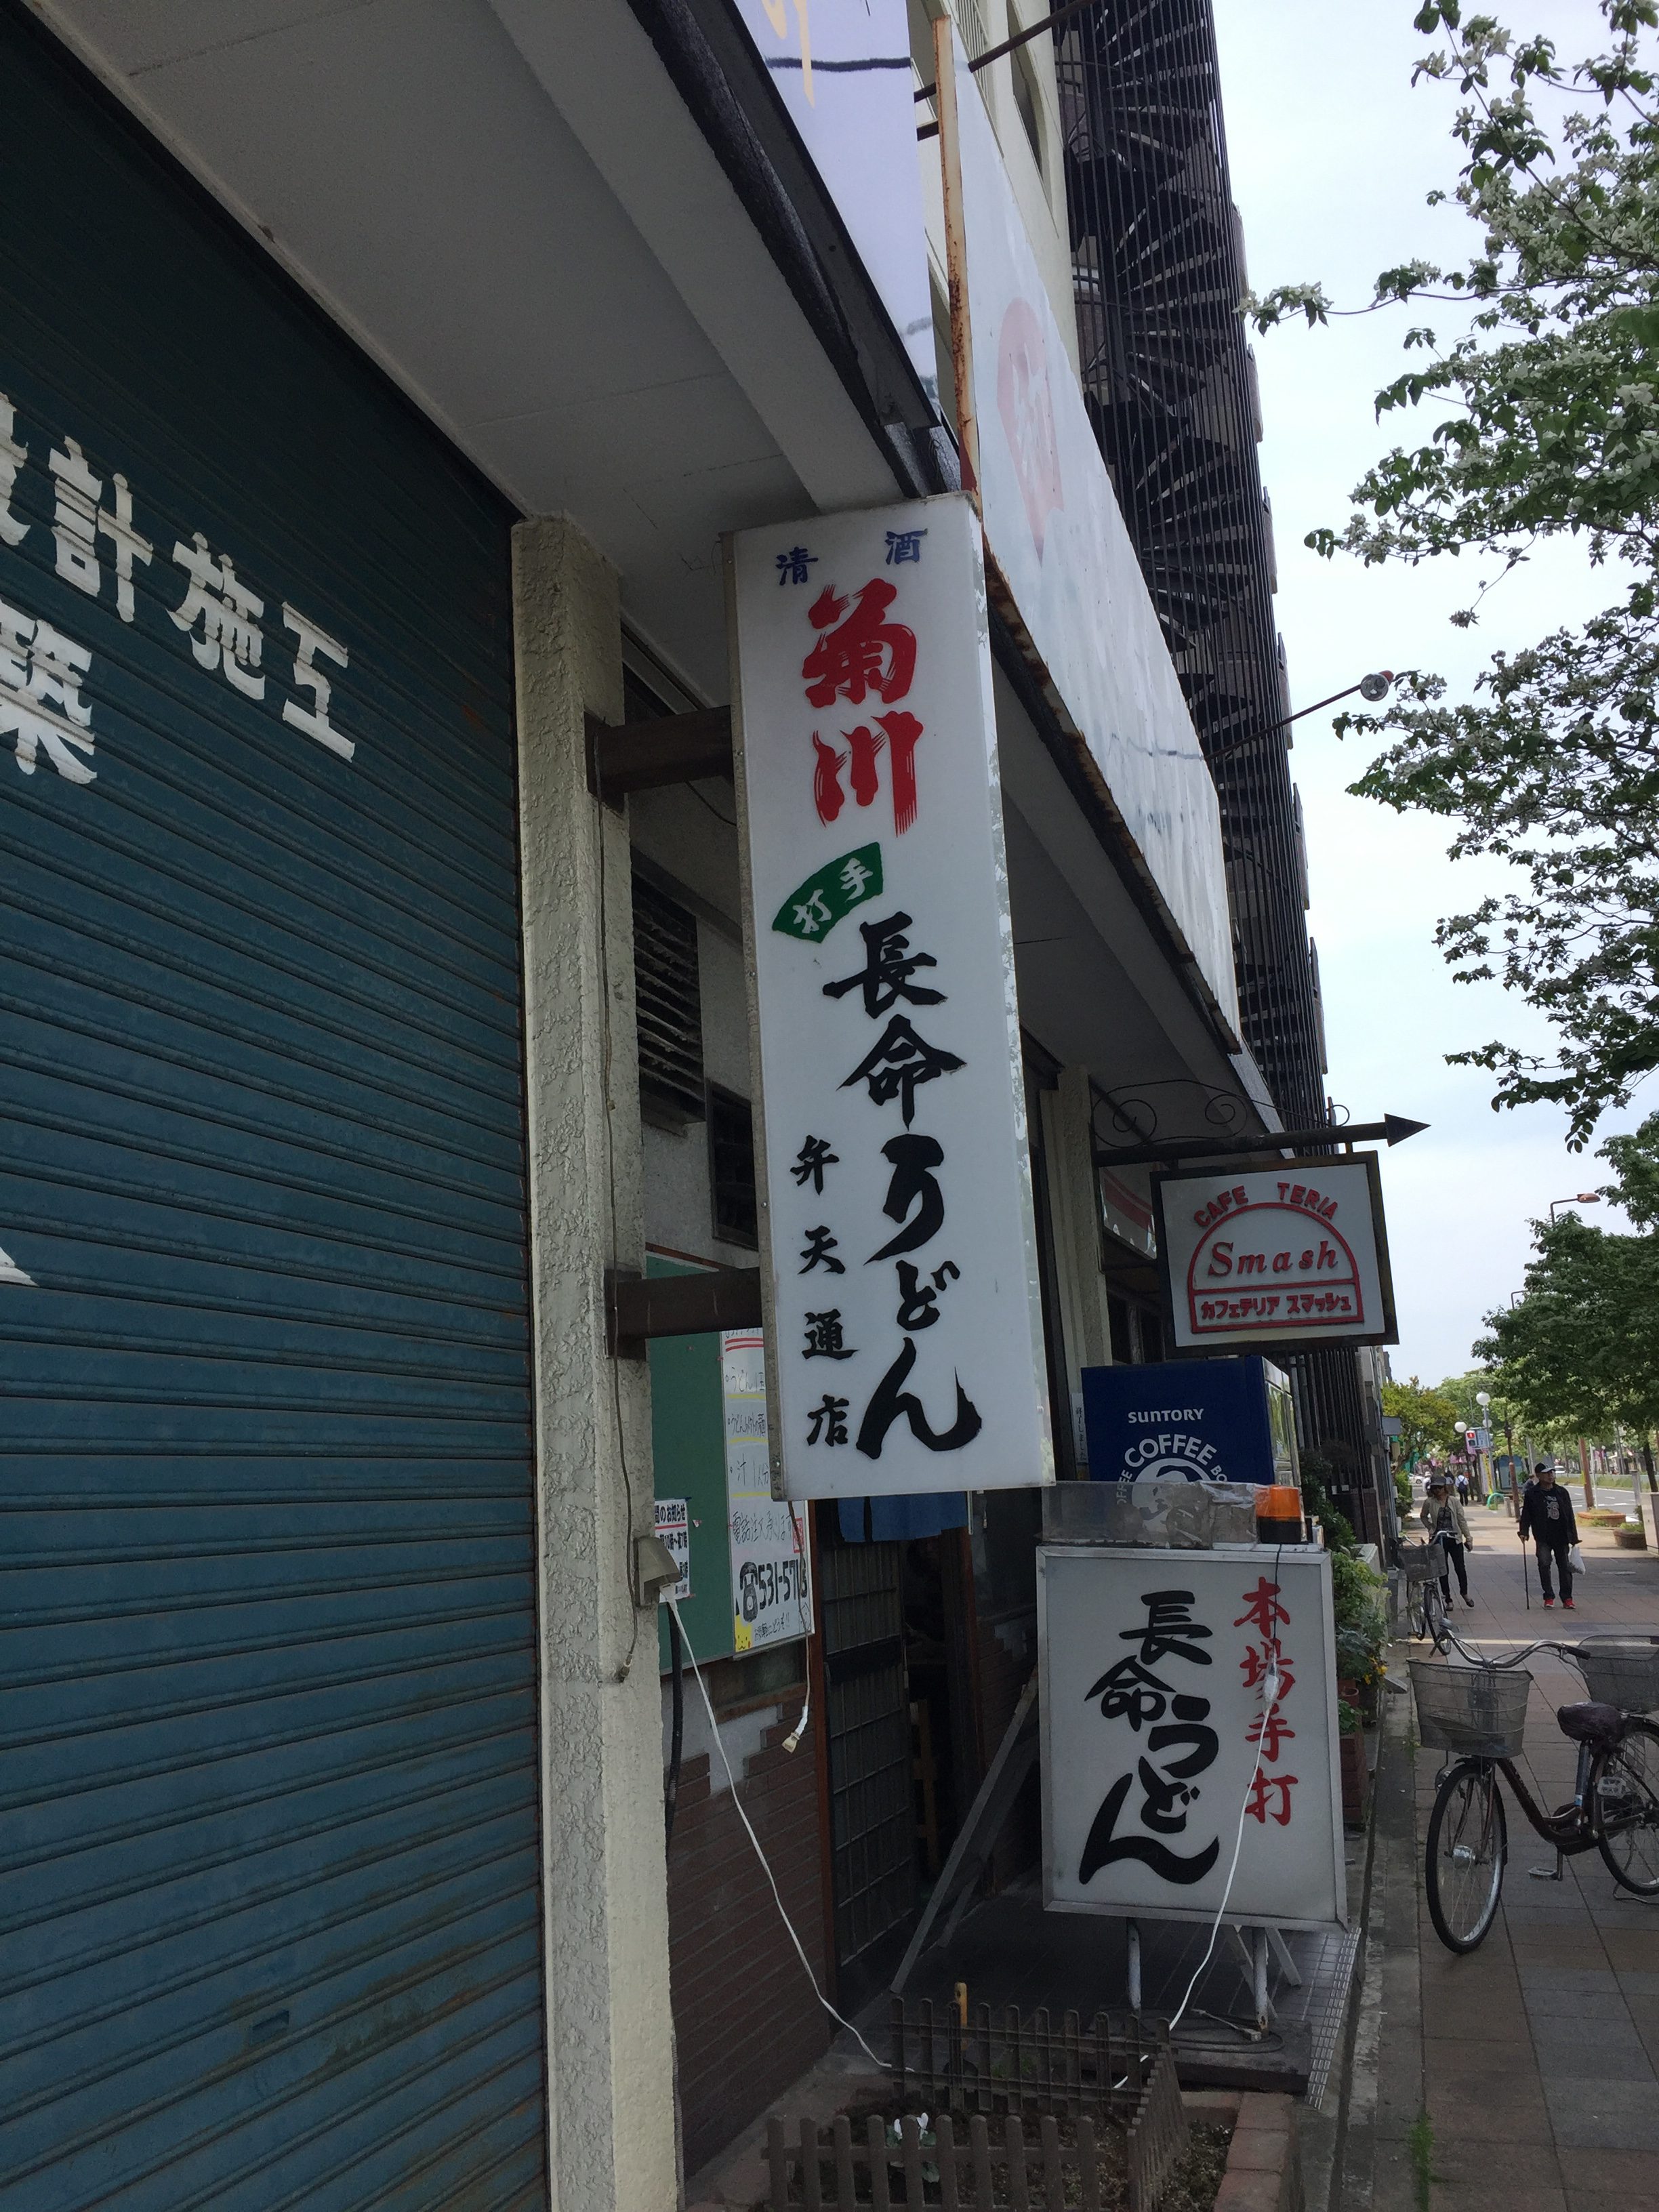 計施工
築
清酒
菊川
手打
長命うどん
弁天通店
CAFE TERIA
Smash
カフェテリア スマッシュ
SUNTORY
COFFEE
531-571
本場手打
長命うどん